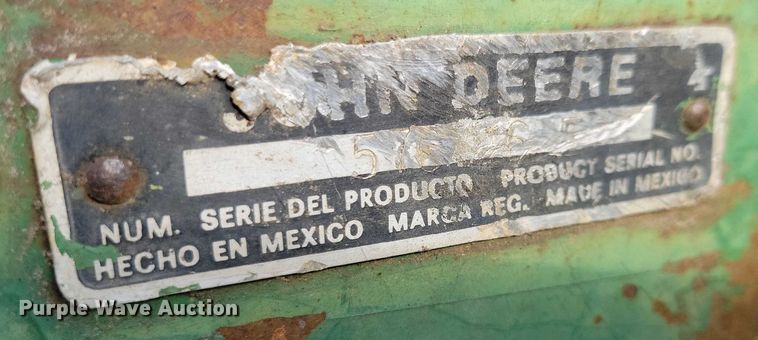 JOHN DEERE
NUM. SERIE DEL PRODUCTO PRODUCT SERIAL NO.
HECHO EN MEXICO MARCA REG. MADE IN MEXICO
Purple Wave Auction